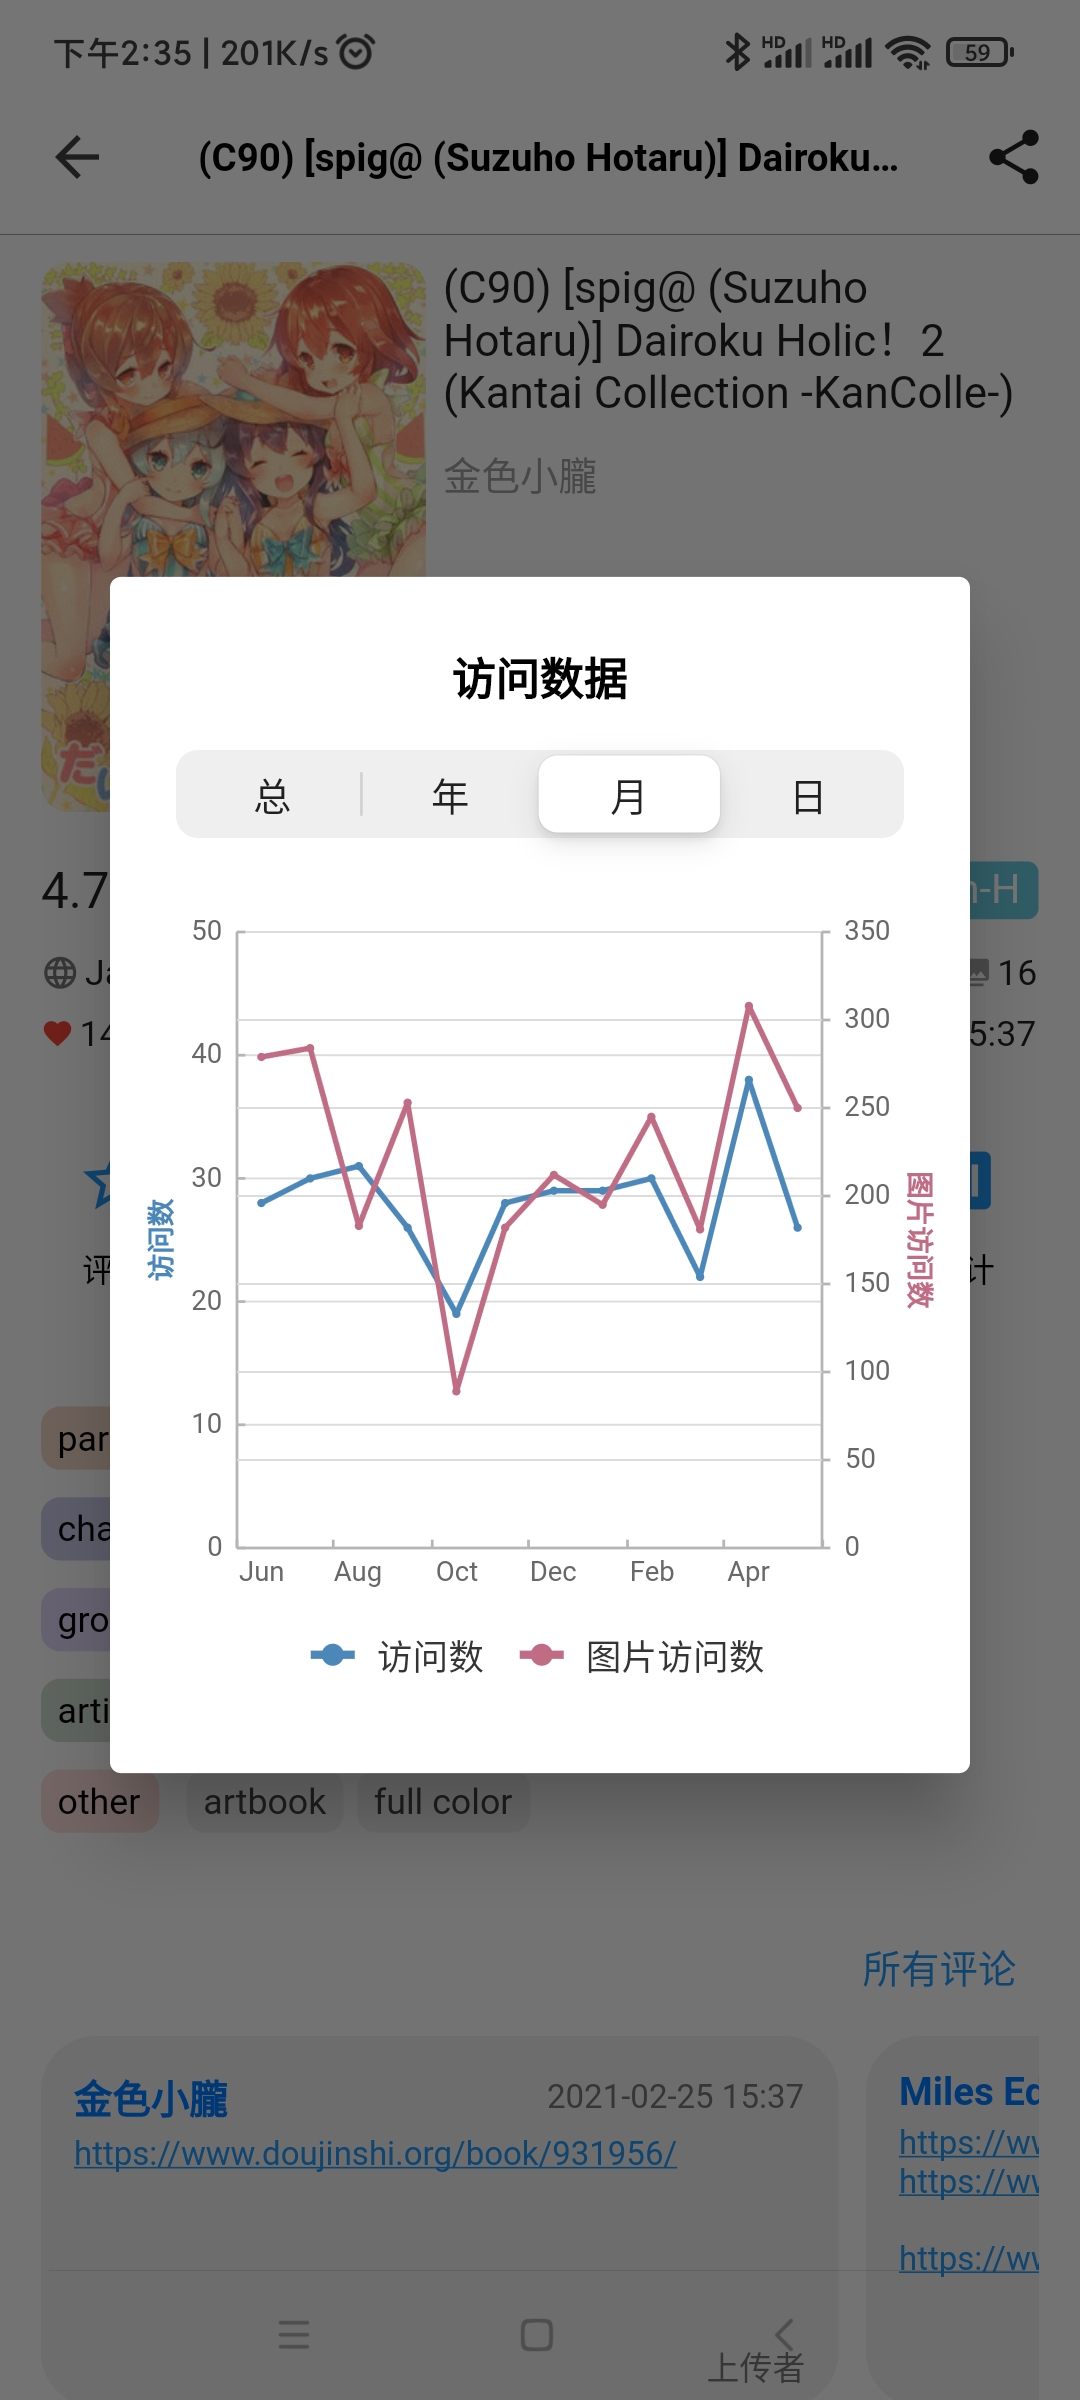 下午2:35 | 201K/s
HD HD 59
(C90) [spig@ (Suzuho Hotaru)] Dairoku...
(C90) [spig@ (Suzuho
Hotaru)] Dairoku Holic！2
(Kantai Collection -KanColle-)
金色小朧
访问数据
总 年 月 日
4.7
-H
16
14
5:37
50 350
300
40
250
30
200
访问数
图片访问数
150
20
100
10
50
0 0
Jun Aug Oct Dec Feb Apr
访问数 图片访问数
评
计
par
cha
gro
arti
other artbook full color
所有评论
金色小朧 2021-02-25 15:37
https://www.doujinshi.org/book/931956/
上传者
Miles Ec
https://w
https://w
https://w